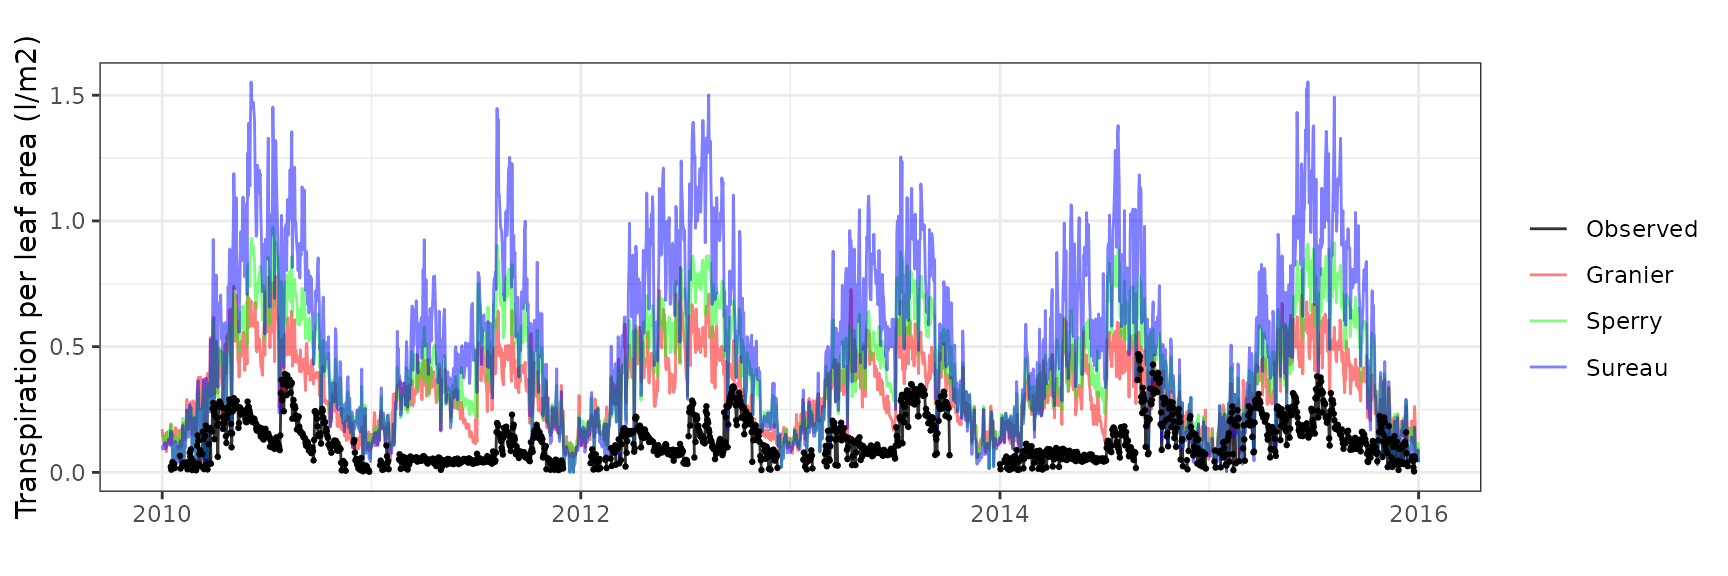 Transpiration per leaf area (l/m2)
1.5
1.0
0.5
0.0
2010
2012
2014
2016
Observed
Granier
Sperry
Sureau